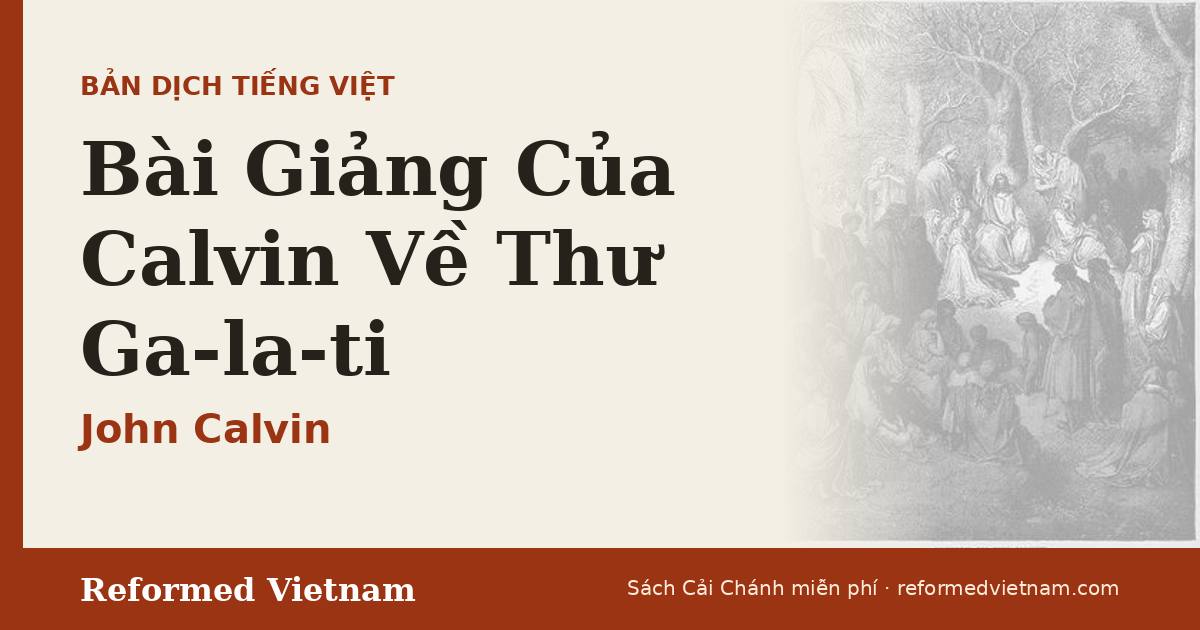 BẢN DỊCH TIẾNG VIỆT
Bài Giảng Của
Calvin Về Thư
Ga-la-ti
John Calvin
Reformed Vietnam
Sách Cải Chánh miễn phí · reformedvietnam.com